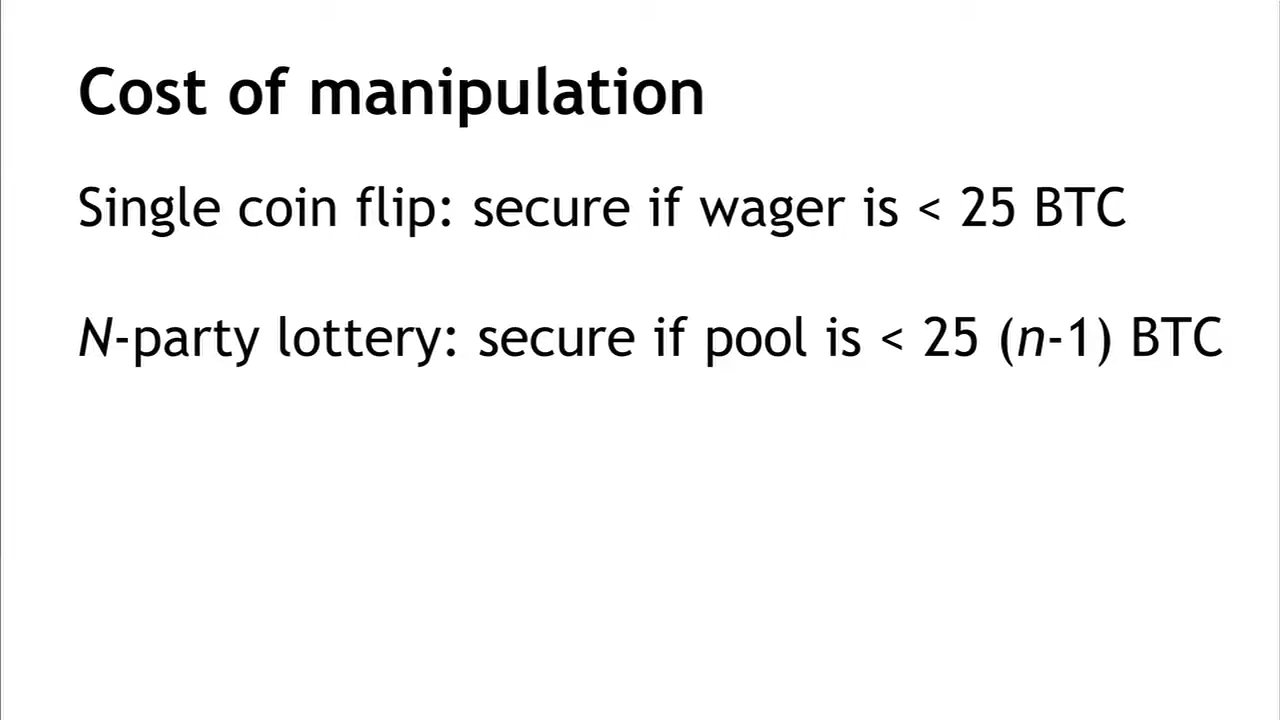 Cost of manipulation
Single coin flip: secure if wager is < 25 BTC
N-party lottery: secure if pool is < 25 (n-1) BTC